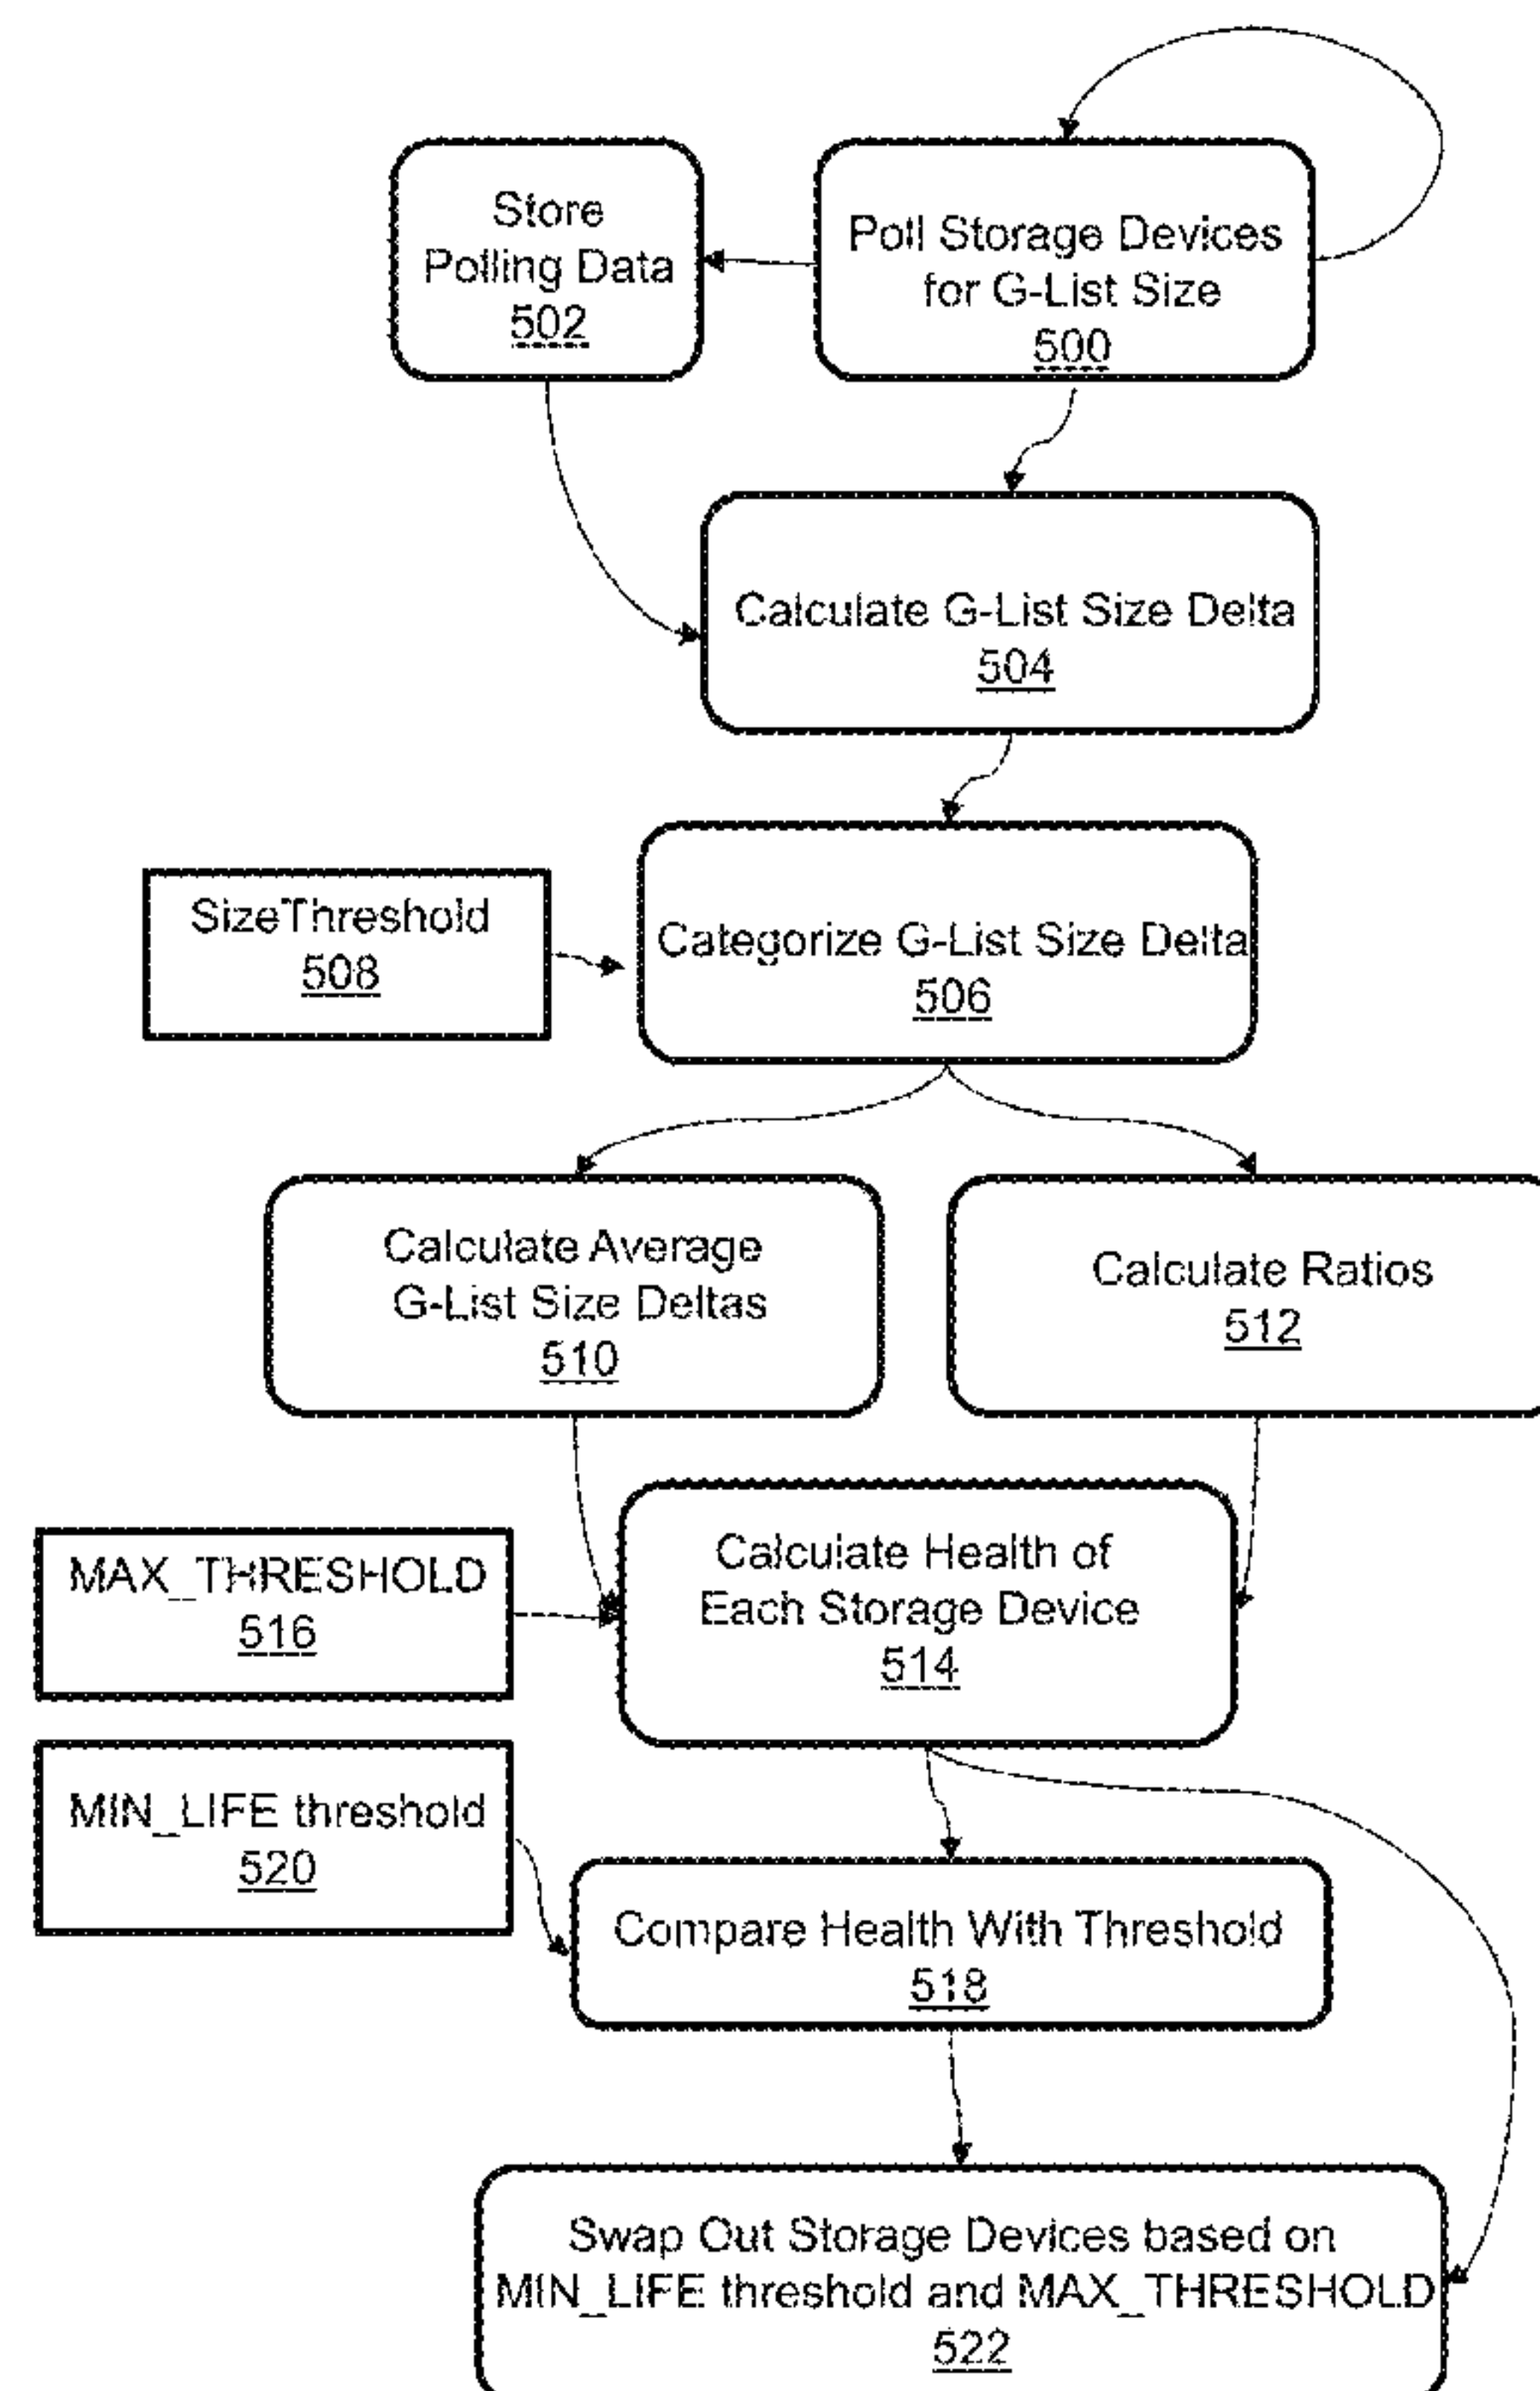 Store
Polling Data
502
Poll Storage Devices
for G-List Size
500
Calculate G-List Size Delta
504
SizeThreshold
508
Categorize G-List Size Delta
506
Calculate Average
G-List Size Deltas
510
Calculate Ratios
512
MAX_THRESHOLD
516
Calculate Health of
Each Storage Device
514
MIN_LIFE threshold
520
Compare Health With Threshold
518
Swap Out Storage Devices based on
MIN_LIFE threshold and MAX_THRESHOLD
522